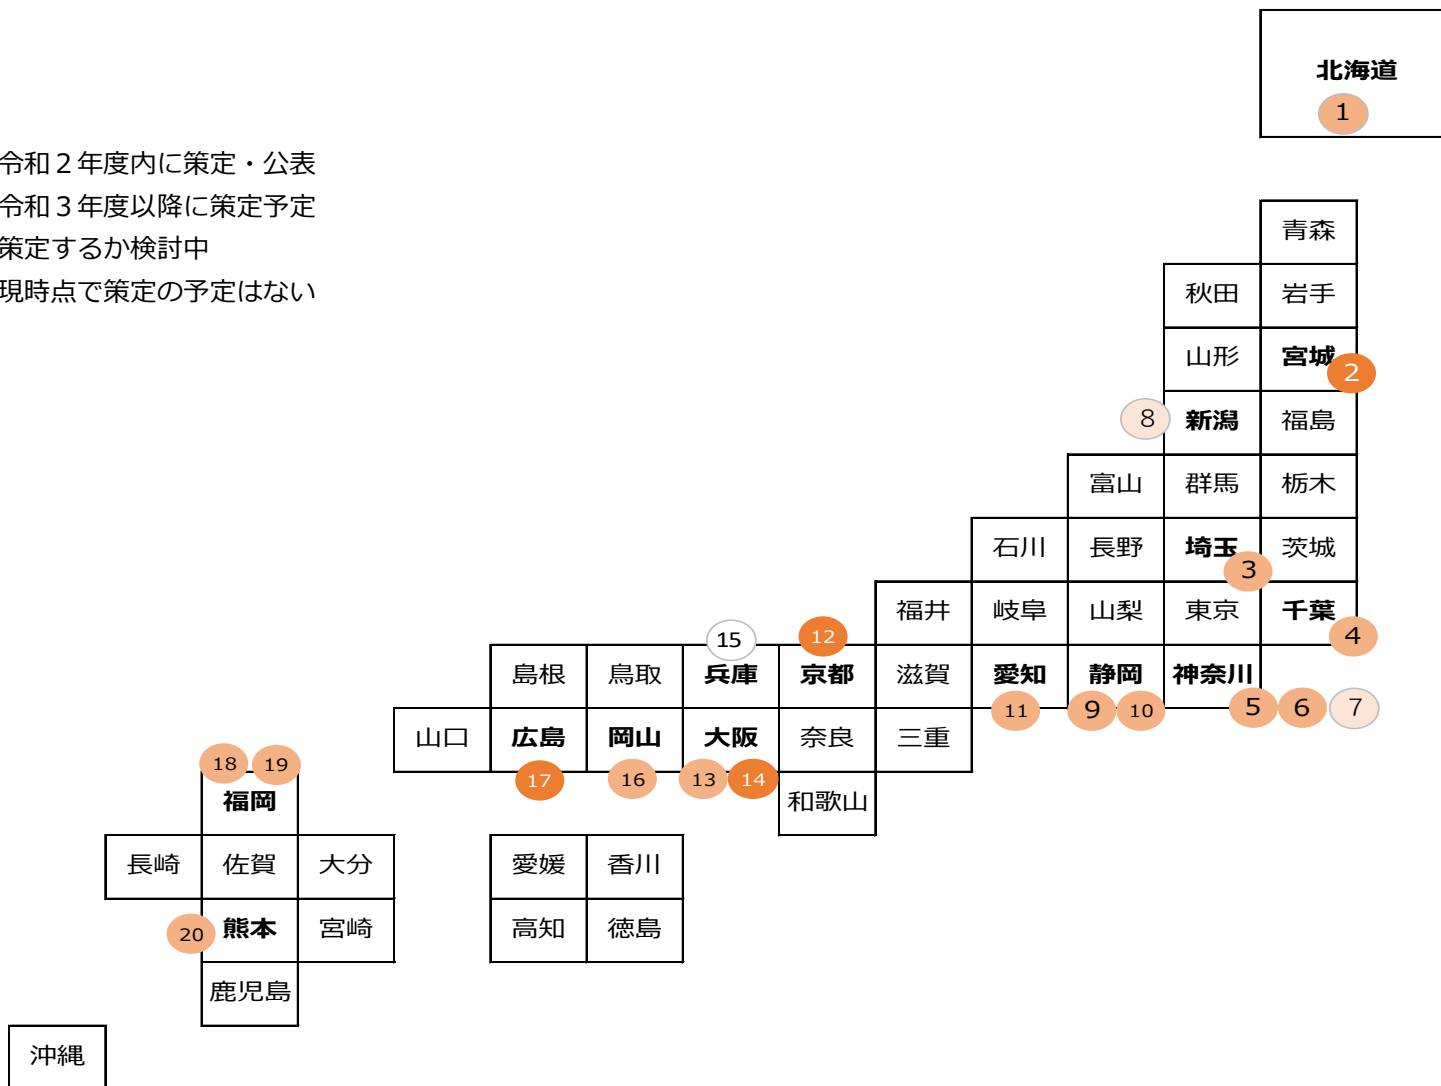 北海道
1
令和２年度内に策定・公表
令和３年度以降に策定予定
策定するか検討中
現時点で策定の予定はない
青森
秋田 岩手
山形 宮城 2
8 新潟 福島
富山 群馬 栃木
石川 長野 埼玉 茨城
3
福井 岐阜 山梨 東京 千葉
15 12 4
島根 鳥取 兵庫 京都 滋賀 愛知 静岡 神奈川
11 9 10 5 6 7
山口 広島 岡山 大阪 奈良 三重
18 19 17 16 13 14
福岡 和歌山
長崎 佐賀 大分 愛媛 香川
20 熊本 宮崎 高知 徳島
鹿児島
沖縄